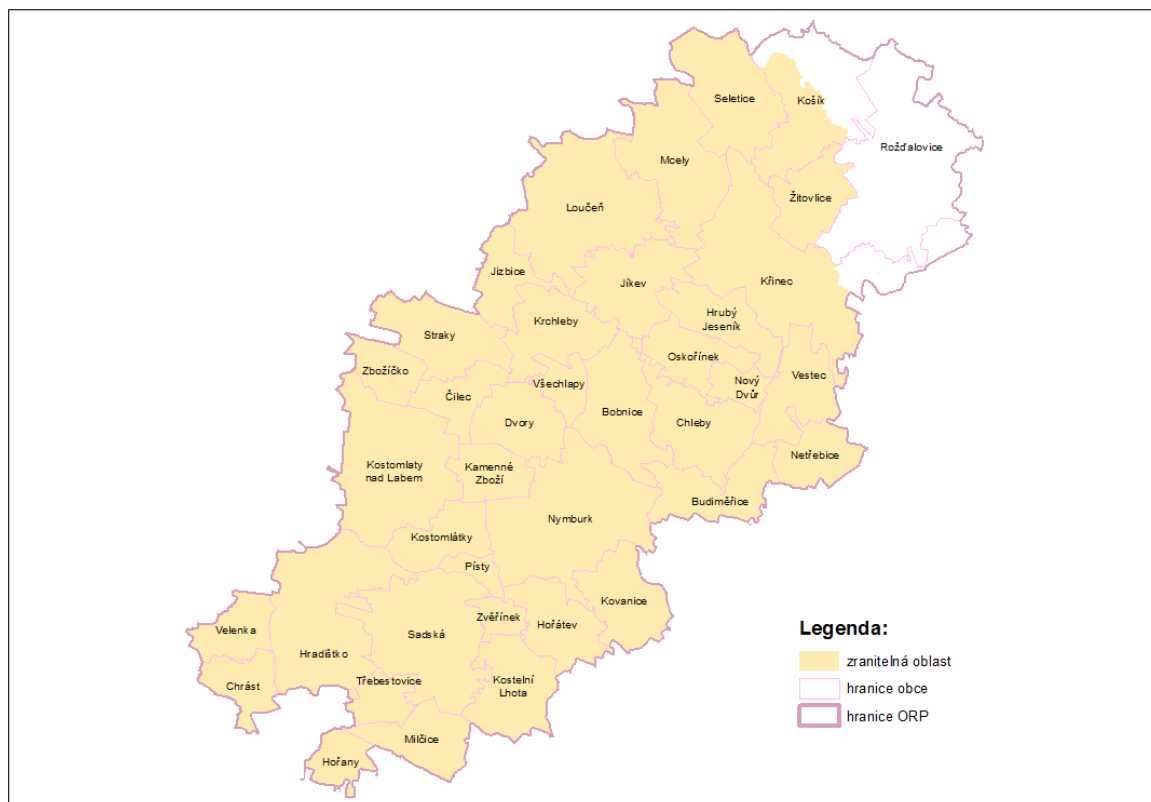 Seletice
Košík
Rožďalovice
Mcely
Žitovlice
Loučeň
Jizbice
Jíkev
Křinec
Krchleby
Hrubý
Jeseník
Straky
Oskořínek
Zbožíčko
Všechlapy
Nový
Dvůr
Vestec
Čilec
Bobnice
Dvory
Chleby
Netřebice
Kostomlaty
nad Labem
Kamenné
Zboží
Budiměřice
Nymburk
Kostomlátky
Písty
Kovanice
Zvěřínek
Velenka
Sadská
Hořátev
Hradištko
Třebestovice
Kostelní
Lhota
Chrást
Milčice
Hořany
Legenda:
zranitelná oblast
hranice obce
hranice ORP